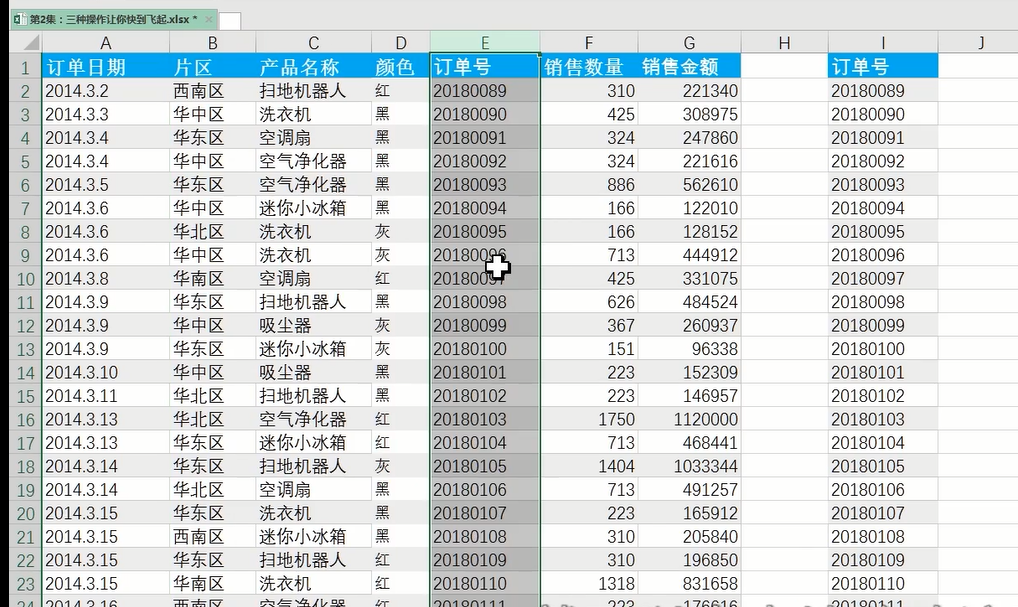 第2集：三种操作让你快到飞起.xlsx *
A B C D E F G H I J
1 订单日期 片区 产品名称 颜色 订单号 销售数量 销售金额 订单号
2 2014.3.2 西南区 扫地机器人 红 20180089 310 221340 20180089
3 2014.3.3 华中区 洗衣机 黑 20180090 425 308975 20180090
4 2014.3.4 华东区 空调扇 黑 20180091 324 247860 20180091
5 2014.3.4 华中区 空气净化器 黑 20180092 324 221616 20180092
6 2014.3.5 华东区 空气净化器 黑 20180093 886 562610 20180093
7 2014.3.6 华中区 迷你小冰箱 黑 20180094 166 122010 20180094
8 2014.3.6 华北区 洗衣机 灰 20180095 166 128152 20180095
9 2014.3.6 华中区 洗衣机 灰 20180096 713 444912 20180096
10 2014.3.8 华南区 空调扇 红 20180097 425 331075 20180097
11 2014.3.9 华东区 扫地机器人 黑 20180098 626 484524 20180098
12 2014.3.9 华中区 吸尘器 灰 20180099 367 260937 20180099
13 2014.3.9 华东区 迷你小冰箱 灰 20180100 151 96338 20180100
14 2014.3.10 华中区 吸尘器 黑 20180101 223 152309 20180101
15 2014.3.11 华北区 扫地机器人 黑 20180102 223 146957 20180102
16 2014.3.13 华北区 空气净化器 红 20180103 1750 1120000 20180103
17 2014.3.13 华东区 迷你小冰箱 红 20180104 713 468441 20180104
18 2014.3.14 华东区 扫地机器人 灰 20180105 1404 1033344 20180105
19 2014.3.14 华北区 空调扇 黑 20180106 713 491257 20180106
20 2014.3.15 华东区 洗衣机 黑 20180107 223 165912 20180107
21 2014.3.15 西南区 迷你小冰箱 黑 20180108 310 205840 20180108
22 2014.3.15 华东区 扫地机器人 红 20180109 310 196850 20180109
23 2014.3.15 华南区 洗衣机 红 20180110 1318 831658 20180110
24 2014.3.16 西南区 空气净化器 红 20180111 223 176616 20180111